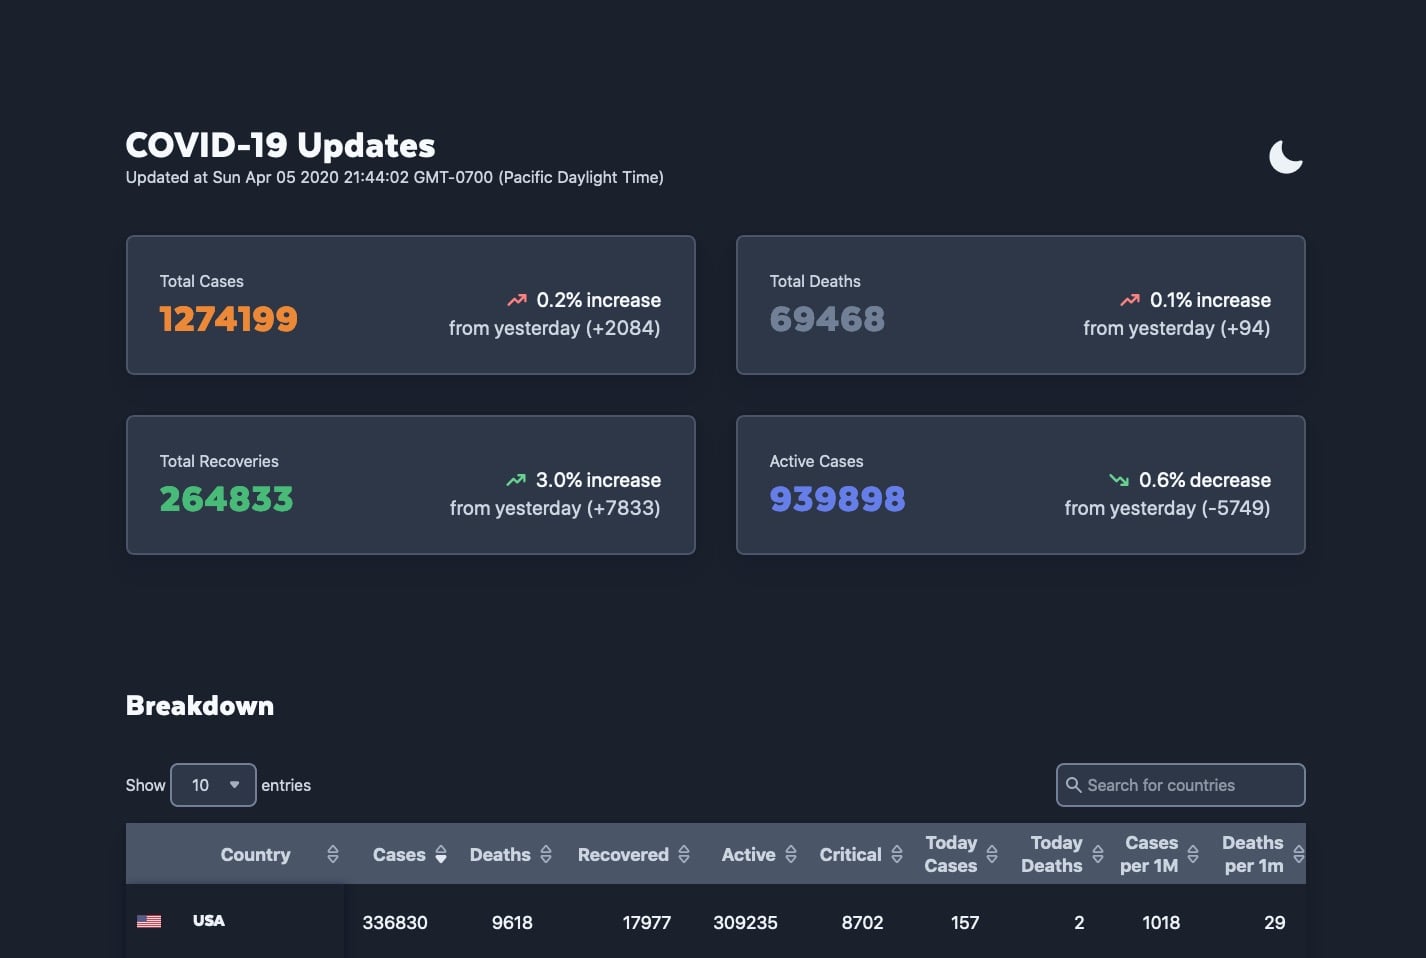 COVID-19 Updates
Updated at Sun Apr 05 2020 21:44:02 GMT-0700 (Pacific Daylight Time)
Total Cases
1274199
0.2% increase
from yesterday (+2084)
Total Deaths
69468
0.1% increase
from yesterday (+94)
Total Recoveries
264833
3.0% increase
from yesterday (+7833)
Active Cases
939898
0.6% decrease
from yesterday (-5749)
Breakdown
Show 10 entries
Search for countries
Country Cases Deaths Recovered Active Critical Today Cases Today Deaths Cases per 1M Deaths per 1m
USA 336830 9618 17977 309235 8702 157 2 1018 29